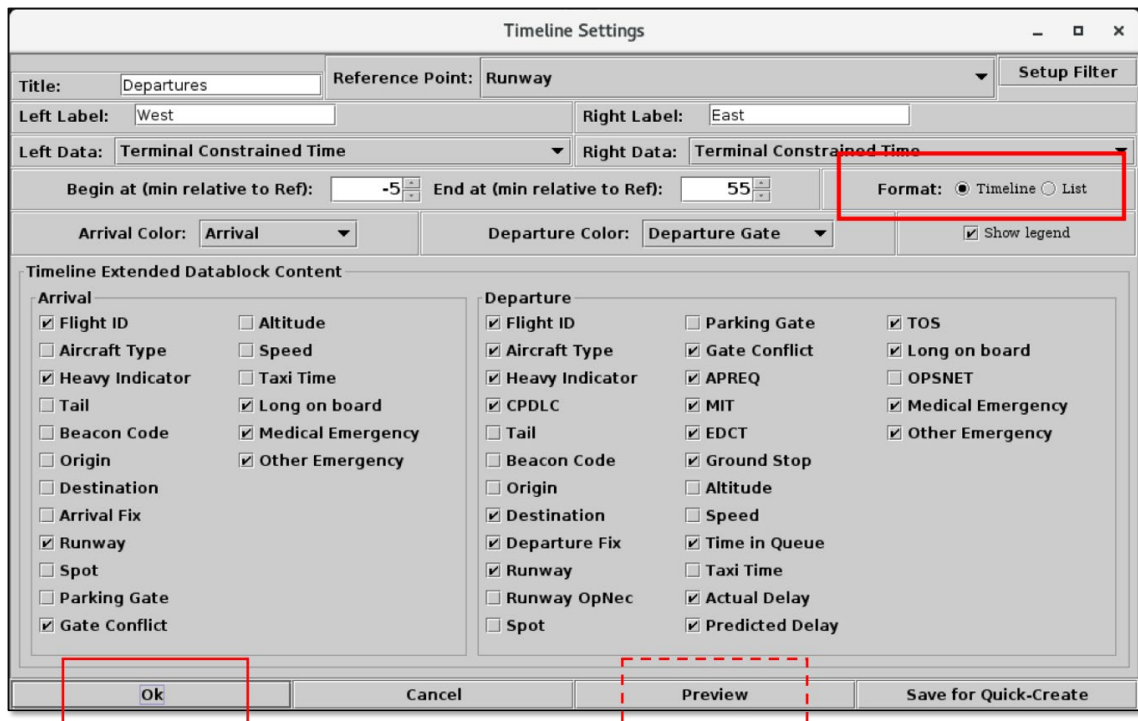 Timeline Settings
Title: Departures Reference Point: Runway Setup Filter
Left Label: West Right Label: East
Left Data: Terminal Constrained Time Right Data: Terminal Constrained Time
Begin at (min relative to Ref): -5 End at (min relative to Ref): 55 Format: Timeline List
Arrival Color: Arrival Departure Color: Departure Gate Show legend
Timeline Extended Datablock Content
Arrival
Flight ID Altitude
Aircraft Type Speed
Heavy Indicator Taxi Time
Tail Long on board
Beacon Code Medical Emergency
Origin Other Emergency
Destination
Arrival Fix
Runway
Spot
Parking Gate
Gate Conflict
Departure
Flight ID Parking Gate TOS
Aircraft Type Gate Conflict Long on board
Heavy Indicator APREQ OPSNET
CPDLC MIT Medical Emergency
Tail EDCT Other Emergency
Beacon Code Ground Stop
Origin Altitude
Destination Speed
Departure Fix Time in Queue
Runway Taxi Time
Runway OpNec Actual Delay
Spot Predicted Delay
Ok Cancel Preview Save for Quick-Create